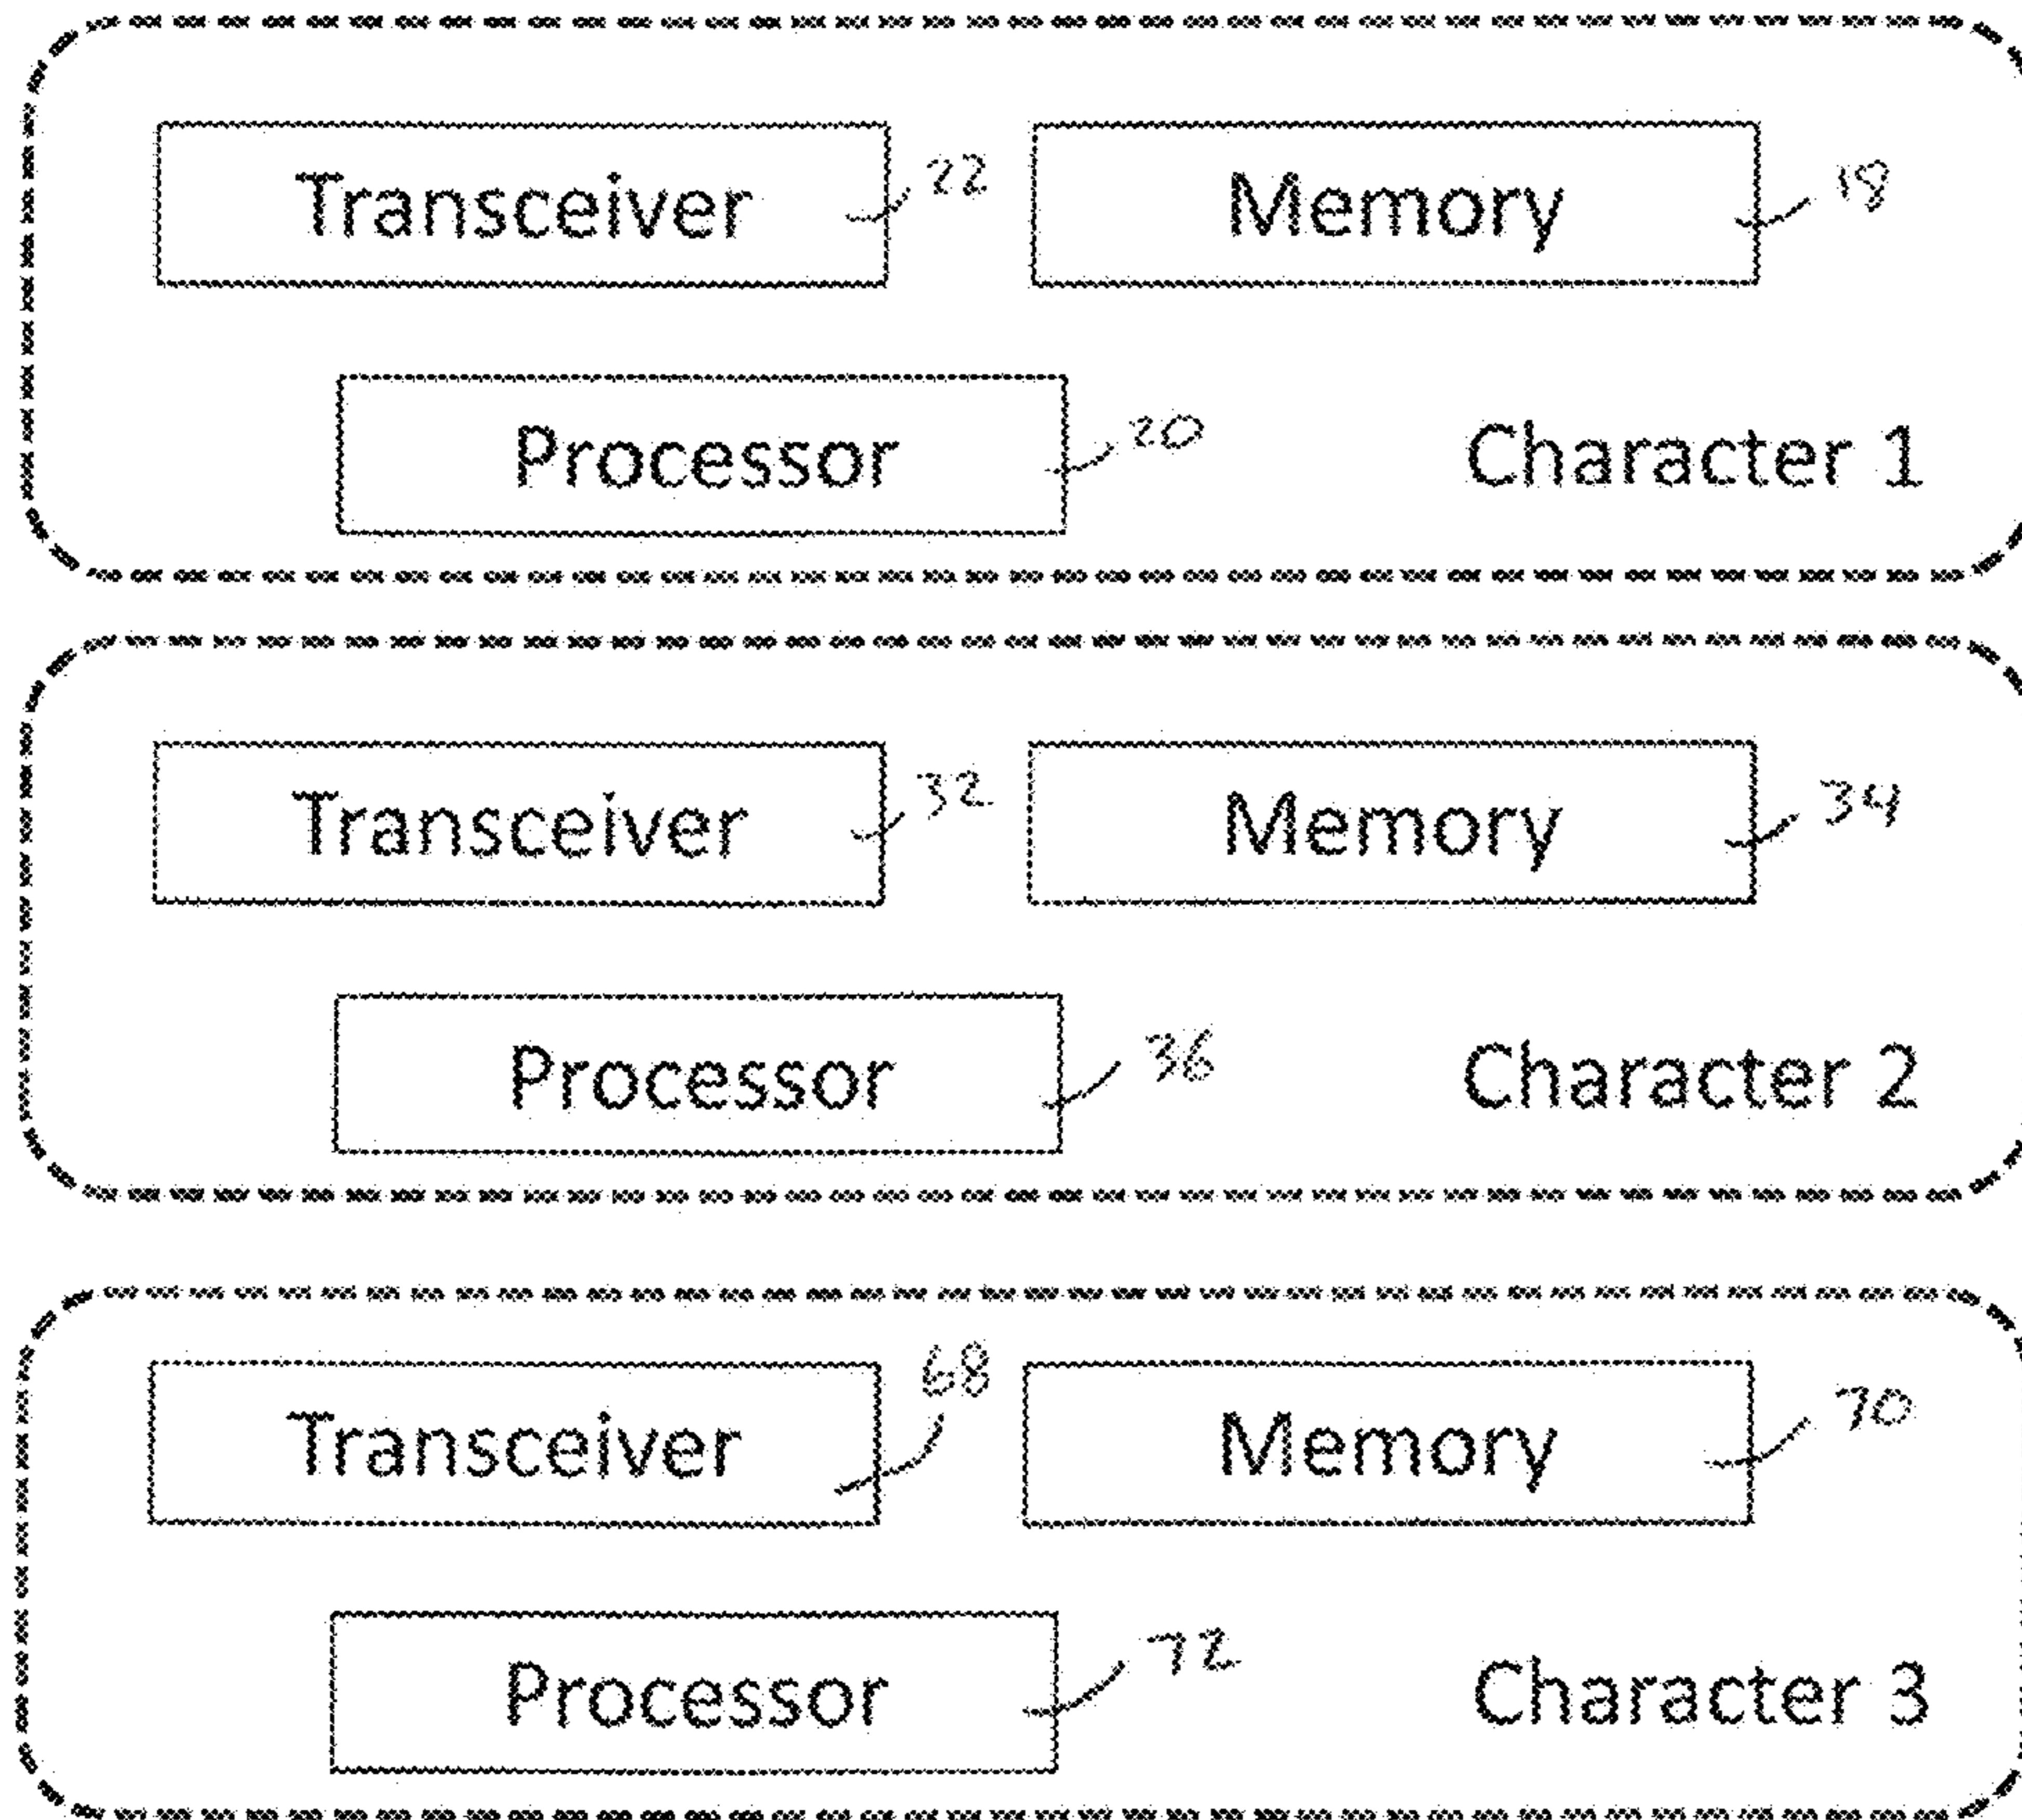 Transceiver 22 Memory 18
Processor 20 Character 1
Transceiver 32 Memory 34
Processor 36 Character 2
Transceiver 68 Memory 70
Processor 72 Character 3